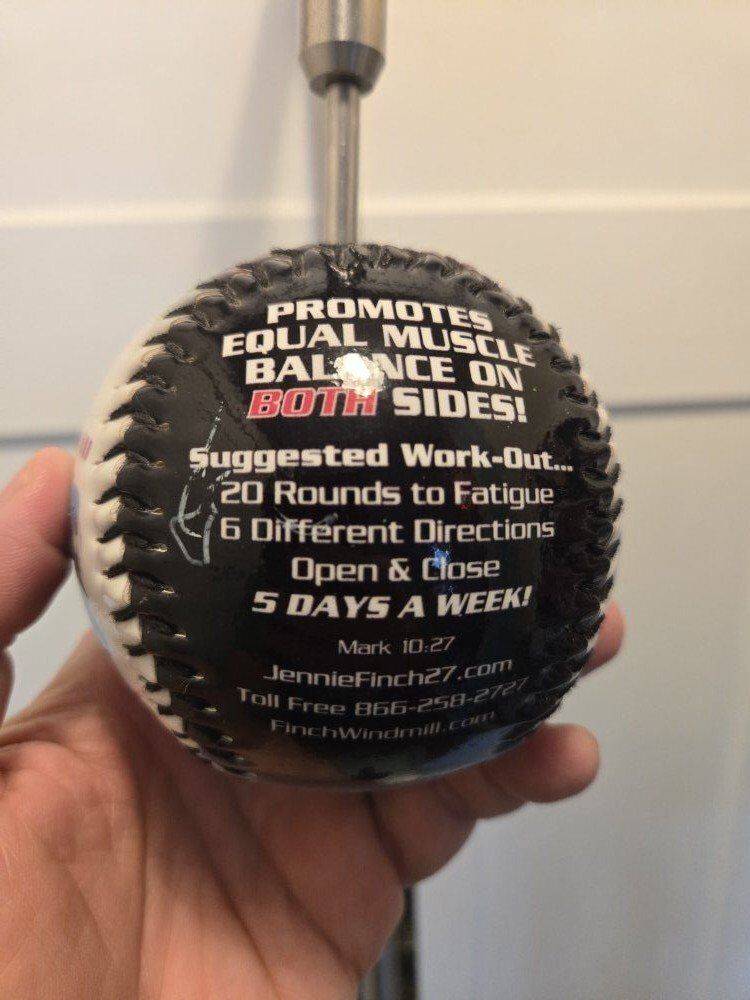 PROMOTES
EQUAL MUSCLE
BALANCE ON
BOTH SIDES!
Suggested Work-Out...
20 Rounds to Fatigue
6 Different Directions
Open & Close
5 DAYS A WEEK!
Mark 10:27
JennieFinch27.com
Toll Free 866-258-2727
FinchWindmill.com